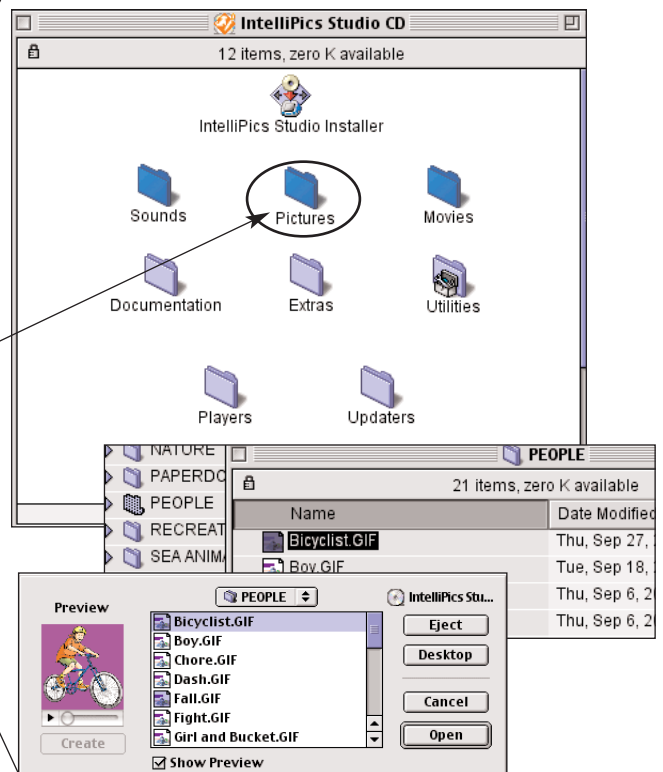 IntelliPics Studio CD
12 items, zero K available
IntelliPics Studio Installer
Sounds
Pictures
Movies
Documentation
Extras
Utilities
Players
Updaters
NATURE
PAPERDO
PEOPLE
RECREAT
SEA ANIMA
PEOPLE
21 items, zero K available
Name
Date Modified
Bicyclist.GIF
Thu, Sep 27,
Boy.GIF
Tue, Sep 18,
Thu, Sep 6, 20
Thu, Sep 6, 20
Preview
Create
PEOPLE
Bicyclist.GIF
Boy.GIF
Chore.GIF
Dash.GIF
Fall.GIF
Fight.GIF
Girl and Bucket.GIF
Show Preview
IntelliPics Stu...
Eject
Desktop
Cancel
Open